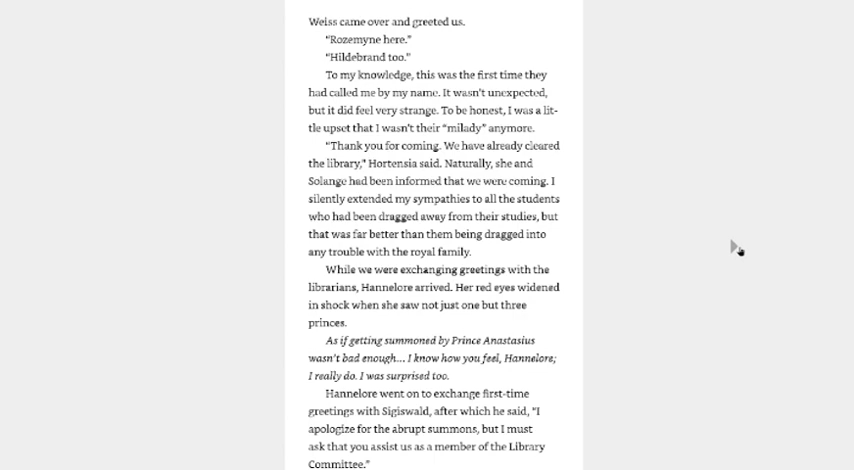 Weiss came over and greeted us.
“Rozemyne here.”
“Hildebrand too.”
To my knowledge, this was the first time they
had called me by my name. It wasn’t unexpected,
but it did feel very strange. To be honest, I was a lit-
tle upset that I wasn’t their “milady” anymore.
“Thank you for coming. We have already cleared
the library,” Hortensia said. Naturally, she and
Solange had been informed that we were coming. I
silently extended my sympathies to all the students
who had been dragged away from their studies, but
that was far better than them being dragged into
any trouble with the royal family.
While we were exchanging greetings with the
librarians, Hannelore arrived. Her red eyes widened
in shock when she saw not just one but three
princes.
As if getting summoned by Prince Anastasius
wasn’t bad enough... I know how you feel, Hannelore;
I really do. I was surprised too.
Hannelore went on to exchange first-time
greetings with Sigiswald, after which he said, “I
apologize for the abrupt summons, but I must
ask that you assist us as a member of the Library
Committee.”